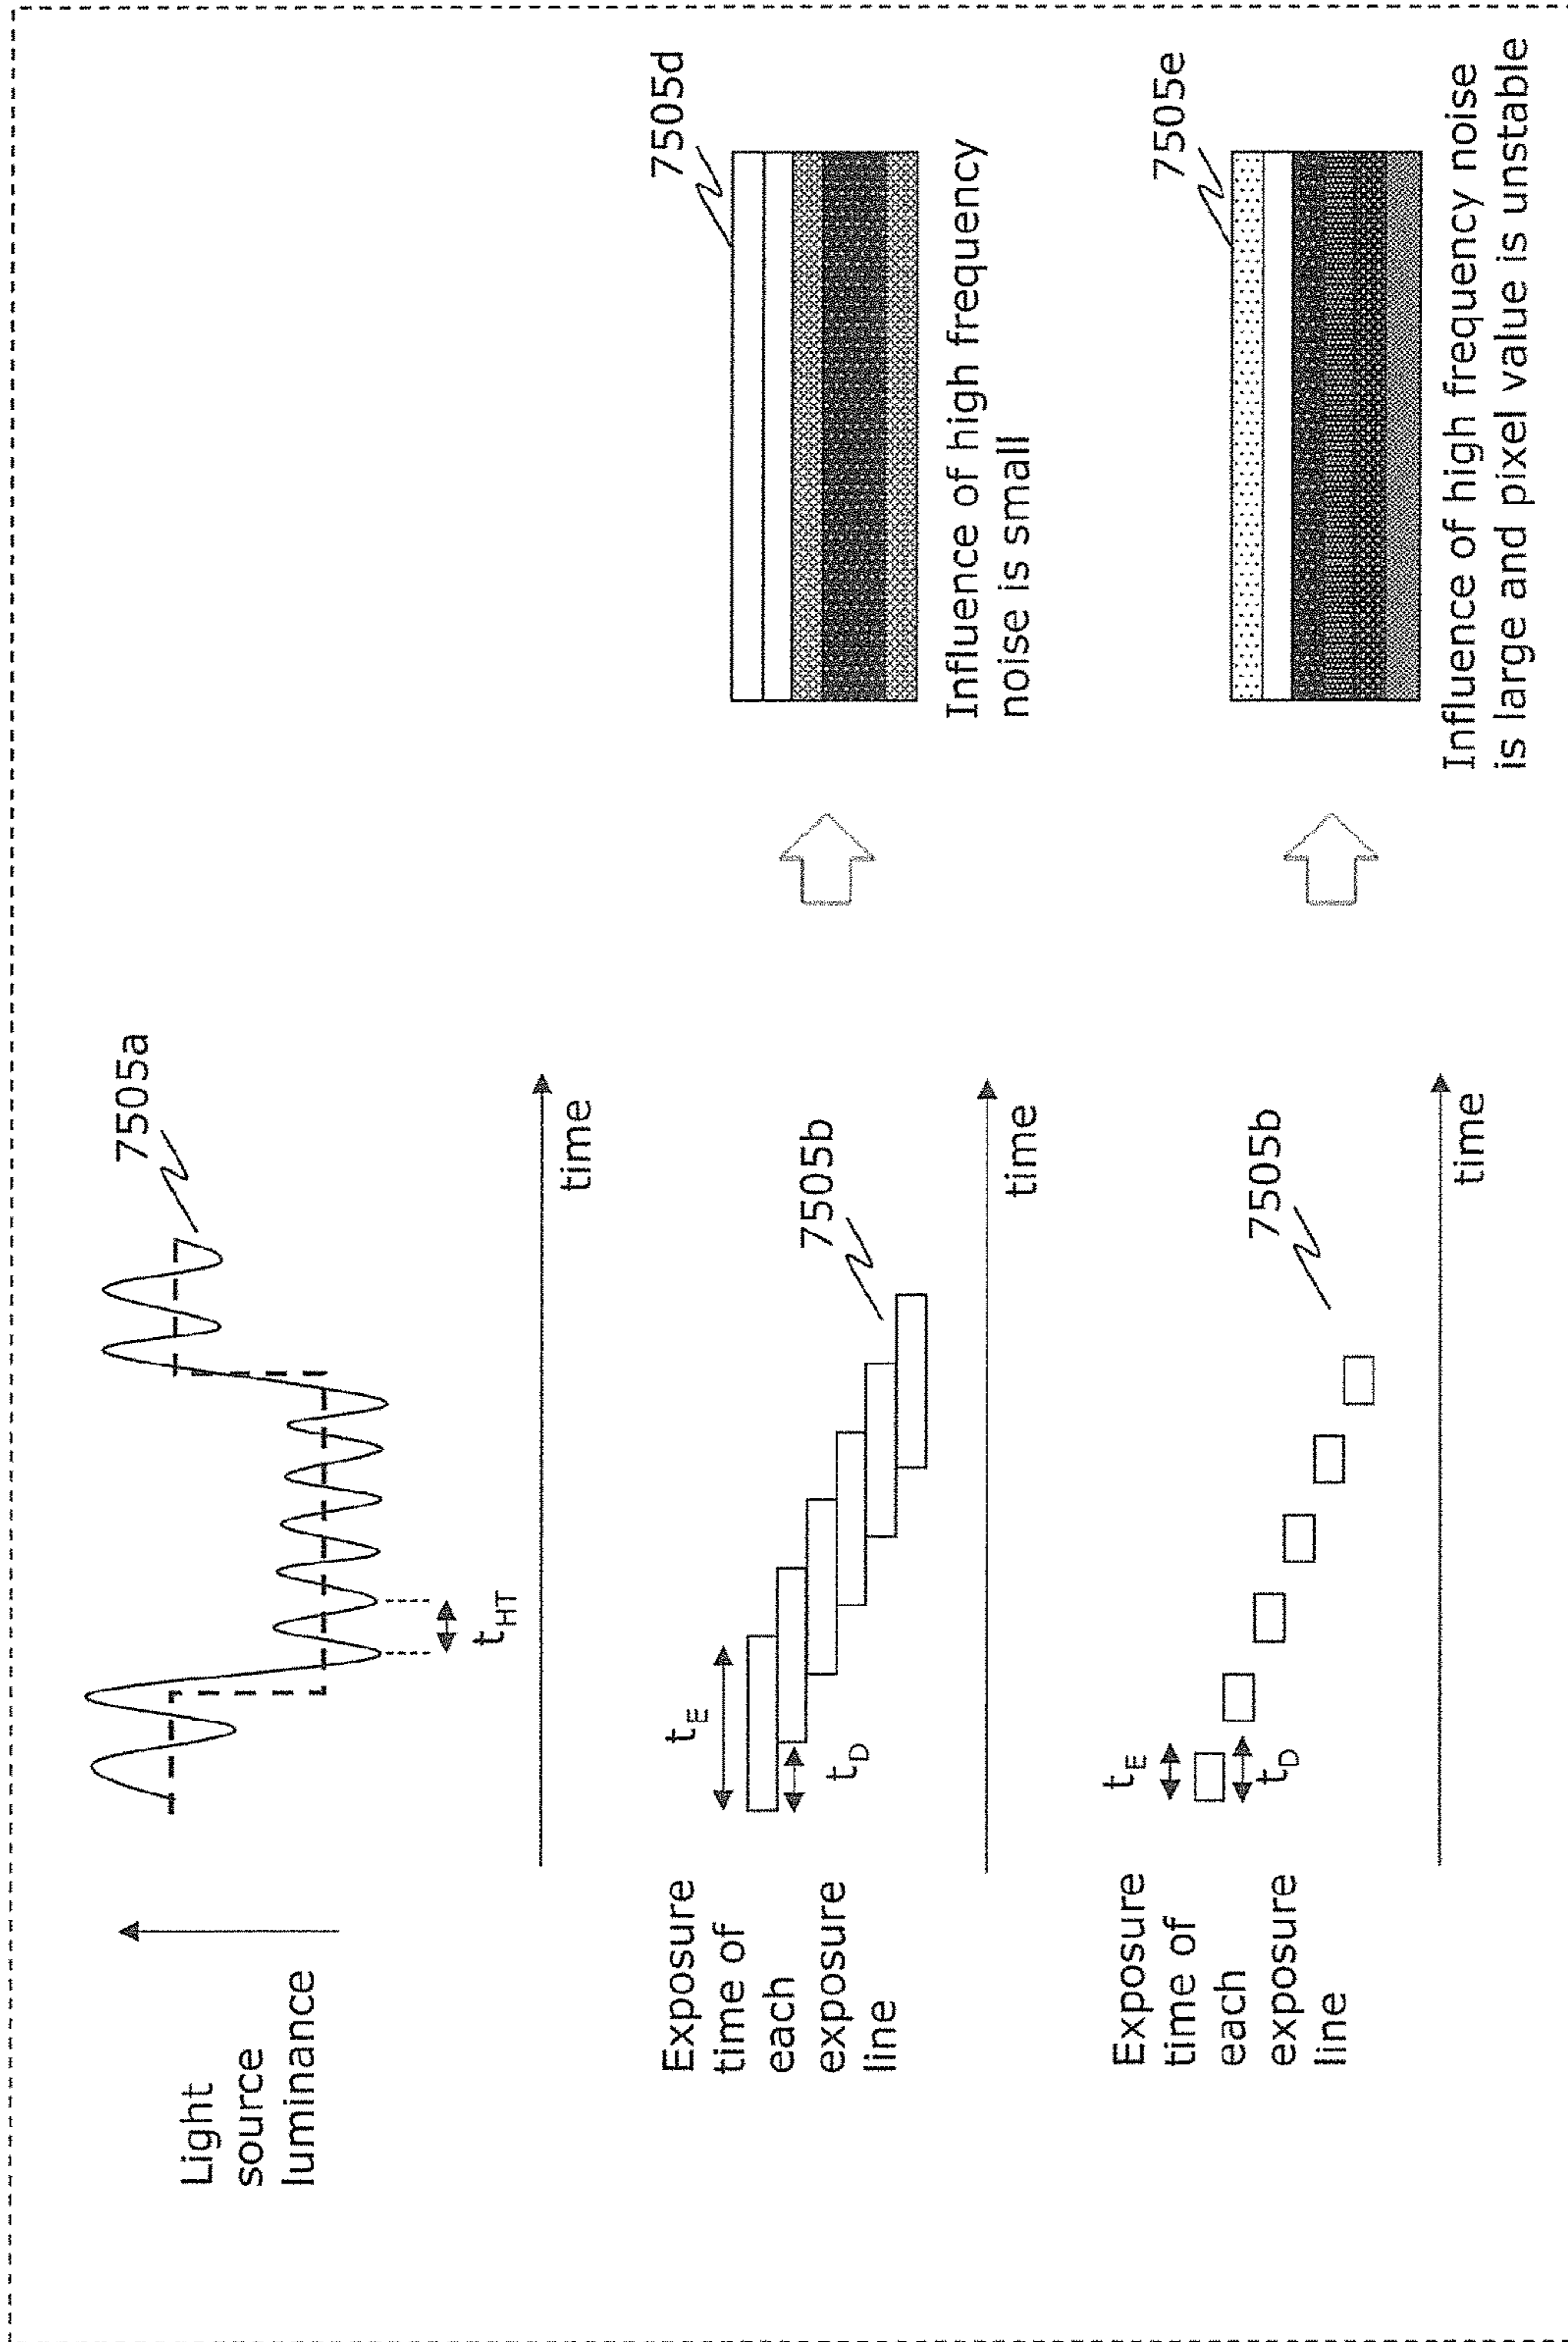 Light
source
luminance
7505a
t_HT
time
Exposure
time of
each
exposure
line
t_E
t_D
7505b
time
7505d
Influence of high frequency
noise is small
Exposure
time of
each
exposure
line
t_E
t_D
7505b
time
7505e
Influence of high frequency noise
is large and pixel value is unstable